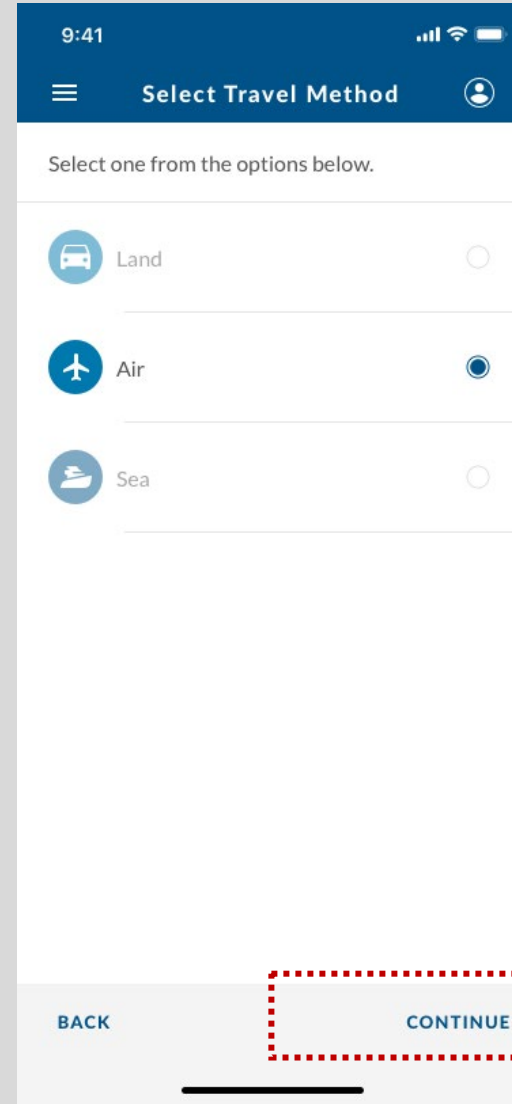 9:41
Select Travel Method
Select one from the options below.
Land
Air
Sea
BACK CONTINUE